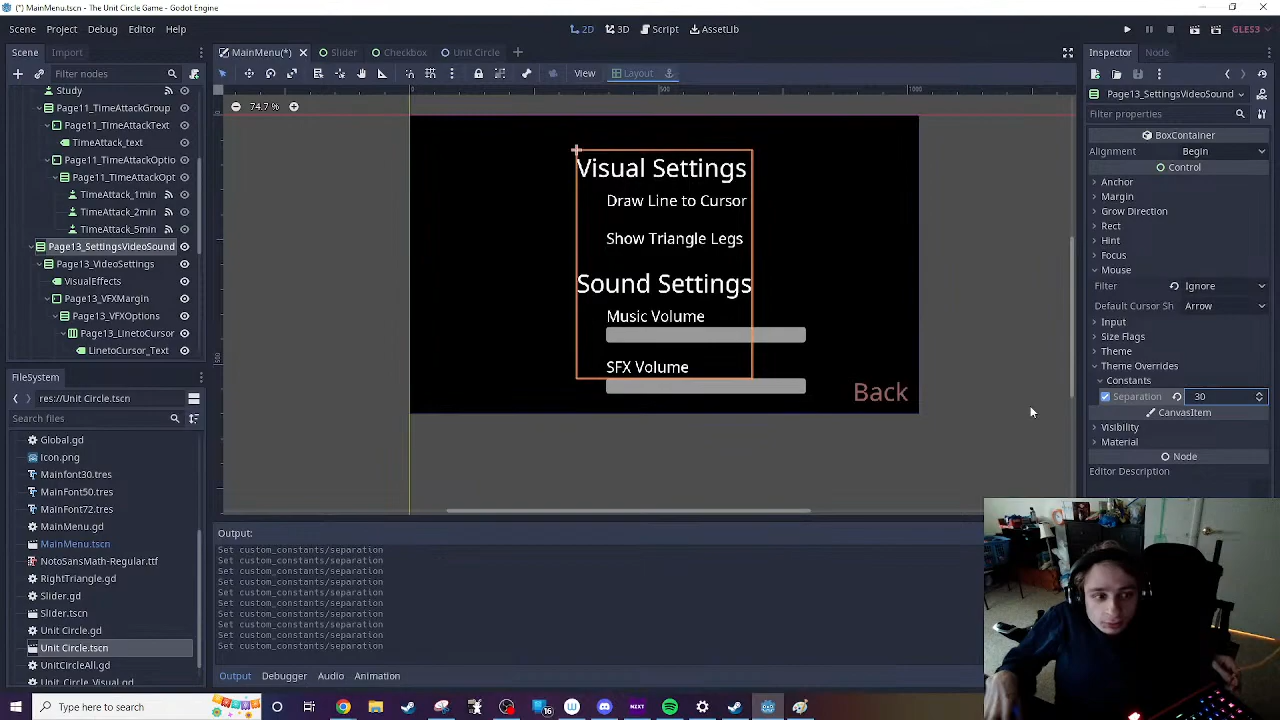 (*) MainMenu.tscn - The Unit Circle Game - Godot Engine
Scene Project Debug Editor Help
2D 3D Script AssetLib
GLES3
Scene Import
MainMenu(*) Slider Checkbox Unit Circle
Inspector Node
Filter nodes
View Layout
Study
Page11_TimeAttackGroup
Page11_TimeAttackText
TimeAttack_text
Page11_TimeAttackOptio
Page11_TimeAttackOpt
TimeAttack_1min
TimeAttack_2min
TimeAttack_5min
Page13_SettingsVideoSound
Page13_VideoSettings
VisualEffects
Page13_VFXMargin
Page13_VFXOptions
Page13_LinetoCursor
LinetoCursor_Text
74.7 %
0 500 1000
0
500
Visual Settings
Draw Line to Cursor
Show Triangle Legs
Sound Settings
Music Volume
SFX Volume
Back
Page13_SettingsVideoSound
Filter properties
BoxContainer
Alignment Begin
Control
Anchor
Margin
Grow Direction
Rect
Hint
Focus
Mouse
Filter Ignore
Default Cursor Sh Arrow
Input
Size Flags
Theme
Theme Overrides
Constants
Separation 30
CanvasItem
Visibility
Material
Node
Editor Description
FileSystem
res://Unit Circle.tscn
Search files
Global.gd
Icon.png
Mainfont30.tres
MainFont50.tres
MainFont72.tres
MainMenu.gd
MainMenu.tscn
NotoSansMath-Regular.ttf
RightTriangle.gd
Slider.gd
Slider.tscn
Unit Circle.gd
Unit Circle.tscn
UnitCircleAll.gd
UnitCircle_Visual.gd
Output:
Set custom_constants/separation
Set custom_constants/separation
Set custom_constants/separation
Set custom_constants/separation
Set custom_constants/separation
Set custom_constants/separation
Set custom_constants/separation
Set custom_constants/separation
Set custom_constants/separation
Set custom_constants/separation
Output Debugger Audio Animation
Type here to search
16
NEXT